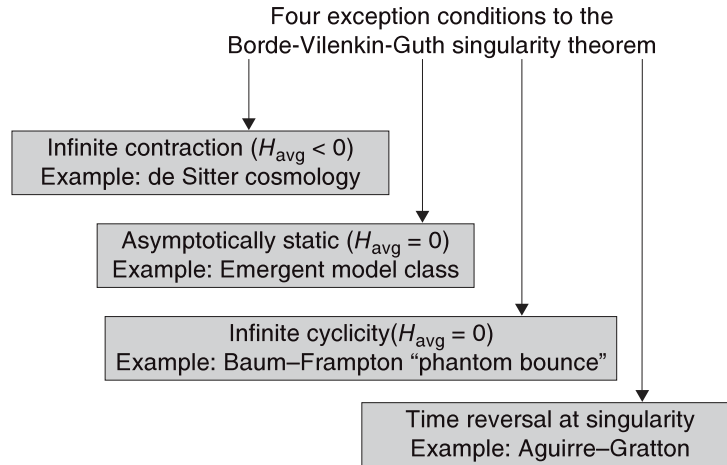 Four exception conditions to the
Borde-Vilenkin-Guth singularity theorem
Infinite contraction (Havg < 0)
Example: de Sitter cosmology
Asymptotically static (Havg = 0)
Example: Emergent model class
Infinite cyclicity(Havg = 0)
Example: Baum–Frampton “phantom bounce”
Time reversal at singularity
Example: Aguirre–Gratton